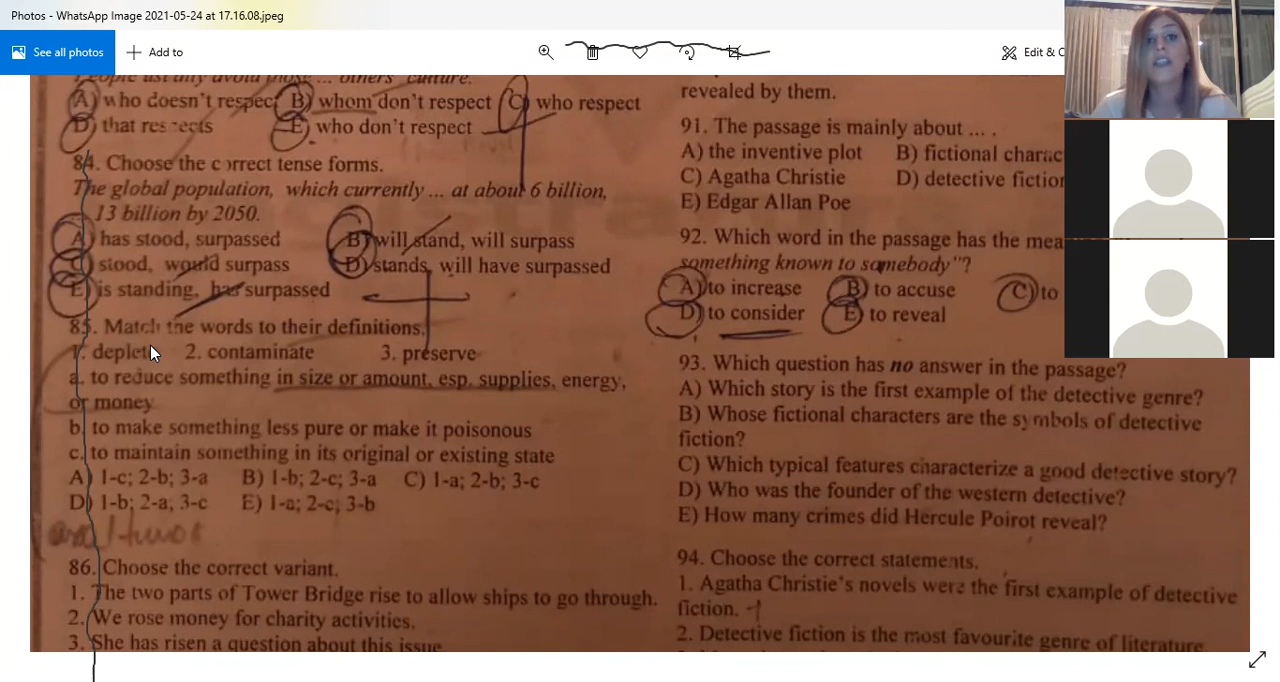 Photos - WhatsApp Image 2021-05-24 at 17.16.08.jpeg
See all photos
Add to
Edit & C
People usually avoid those ... others' culture.
A) who doesn't respect B) whom don't respect C) who respect
D) that respects E) who don't respect
84. Choose the correct tense forms.
The global population, which currently ... at about 6 billion,
... 13 billion by 2050.
A) has stood, surpassed B) will stand, will surpass
C) stood, would surpass D) stands, will have surpassed
E) is standing, has surpassed
85. Match the words to their definitions.
1. deplete 2. contaminate 3. preserve
a. to reduce something in size or amount, esp. supplies, energy,
or money
b. to make something less pure or make it poisonous
c. to maintain something in its original or existing state
A) 1-c; 2-b; 3-a B) 1-b; 2-c; 3-a C) 1-a; 2-b; 3-c
D) 1-b; 2-a, 3-c E) 1-a; 2-c; 3-b
86. Choose the correct variant.
1. The two parts of Tower Bridge rise to allow ships to go through.
2. We rose money for charity activities.
3. She has risen a question about this issue
revealed by them.
91. The passage is mainly about ... .
A) the inventive plot B) fictional charac
C) Agatha Christie D) detective fiction
E) Edgar Allan Poe
92. Which word in the passage has the mea
something known to somebody"?
A) to increase B) to accuse C) to
D) to consider E) to reveal
93. Which question has no answer in the passage?
A) Which story is the first example of the detective genre?
B) Whose fictional characters are the symbols of detective
fiction?
C) Which typical features characterize a good detective story?
D) Who was the founder of the western detective?
E) How many crimes did Hercule Poirot reveal?
94. Choose the correct statements.
1. Agatha Christie's novels were the first example of detective
fiction.
2. Detective fiction is the most favourite genre of literature